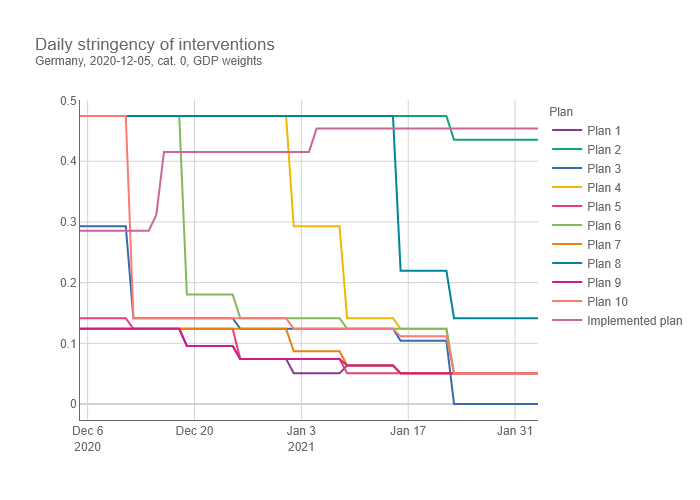 Daily stringency of interventions
Germany, 2020-12-05, cat. 0, GDP weights
0.5
0.4
0.3
0.2
0.1
0
Dec 6
2020
Dec 20
Jan 3
2021
Jan 17
Jan 31
Plan
Plan 1
Plan 2
Plan 3
Plan 4
Plan 5
Plan 6
Plan 7
Plan 8
Plan 9
Plan 10
Implemented plan